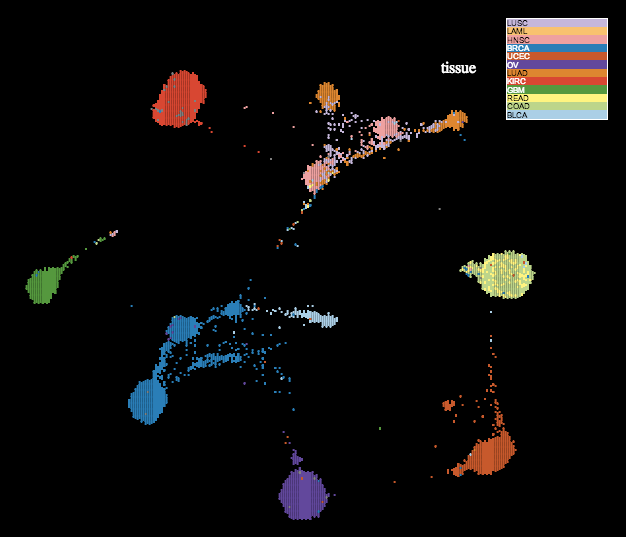 LUSC
LAML
HNSC
BRCA
UCEC
OV
LUAD
KIRC
GBM
READ
COAD
BLCA
tissue